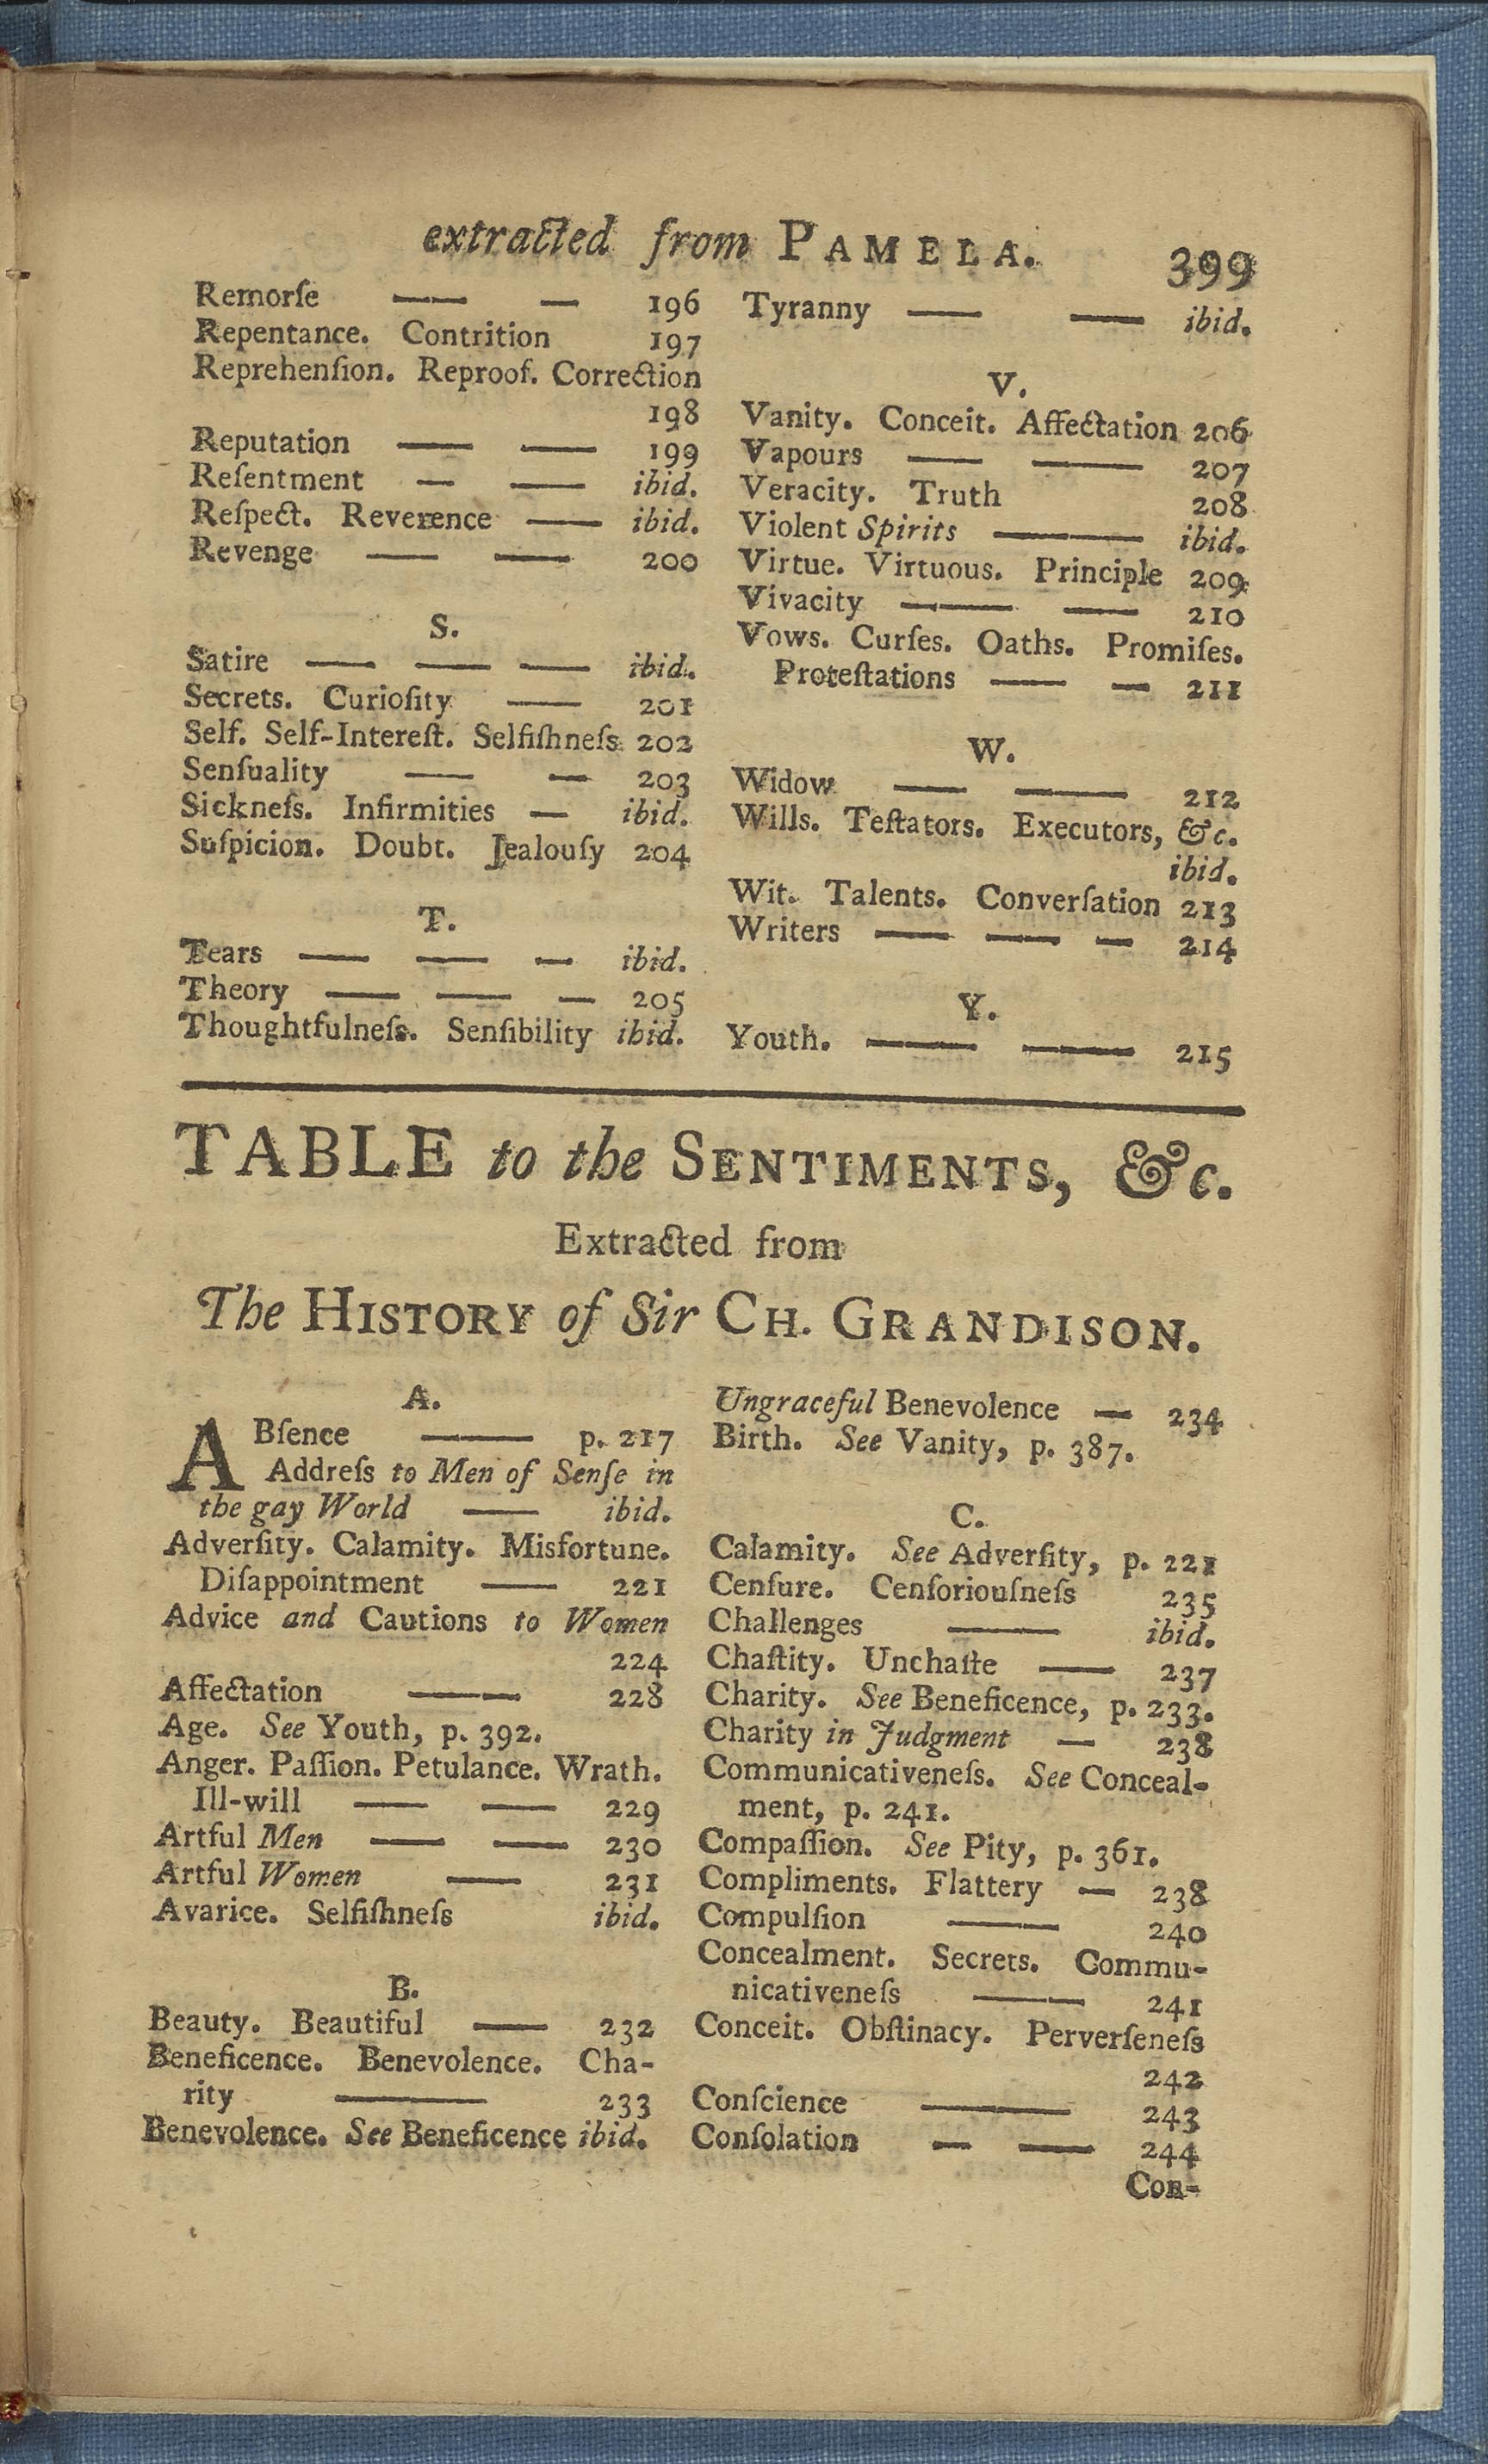 extracted from PAMELA. 399
Remorſe —— — 196
Repentance. Contrition 197
Reprehenſion. Reproof. Correction
198
Reputation —— —— 199
Reſentment — —— ibid.
Reſpect. Reverence —— ibid.
Revenge —— —— 200
S.
Satire —— —— —— ibid.
Secrets. Curioſity —— 201
Self. Self-Intereſt. Selfiſhneſs 202
Senſuality —— — 203
Sickneſs. Infirmities — ibid.
Suſpicion. Doubt. Jealouſy 204
T.
Tears —— —— — ibid.
Theory —— —— — 205
Thoughtfulneſs. Senſibility ibid.
Tyranny —— —— ibid.
V.
Vanity. Conceit. Affectation 206
Vapours —— ——— 207
Veracity. Truth 208
Violent Spirits ———— ibid.
Virtue. Virtuous. Principle 209
Vivacity ——— —— 210
Vows. Curſes. Oaths. Promiſes.
Proteſtations —— — 211
W.
Widow —— ——— 212
Wills. Teſtators. Executors, &c.
ibid.
Wit. Talents. Converſation 213
Writers —— —— — 214
Y.
Youth. ——— ——— 215
TABLE to the SENTIMENTS, &c.
Extracted from
The HISTORY of Sir CH. GRANDISON.
A.
ABſence ——— p. 217
Addreſs to Men of Senſe in
the gay World —— ibid.
Adverſity. Calamity. Misfortune.
Diſappointment —— 221
Advice and Cautions to Women
224
Affectation ——— 228
Age. See Youth, p. 392.
Anger. Paſſion. Petulance. Wrath.
Ill-will —— —— 229
Artful Men —— —— 230
Artful Women —— 231
Avarice. Selfiſhneſs ibid.
B.
Beauty. Beautiful —— 232
Beneficence. Benevolence. Cha-
rity ———— 233
Benevolence. See Beneficence ibid.
Ungraceful Benevolence — 234
Birth. See Vanity, p. 387.
C.
Calamity. See Adverſity, p. 221
Cenſure. Cenſoriouſneſs 235
Challenges ——— ibid.
Chaſtity. Unchaſte —— 237
Charity. See Beneficence, p. 233.
Charity in Judgment — 238
Communicativeneſs. See Conceal-
ment, p. 241.
Compaſſion. See Pity, p. 361.
Compliments. Flattery — 238
Compulſion ——— 240
Concealment. Secrets. Commu-
nicativeneſs ——— 241
Conceit. Obſtinacy. Perverſeneſs
242
Conſcience ———— 243
Conſolation — —— 244
Con-